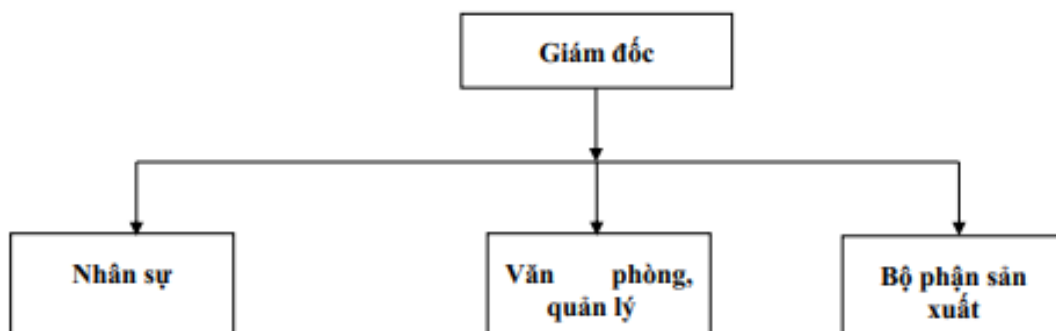 Giám đốc
Nhân sự
Văn phòng,
quản lý
Bộ phận sản
xuất